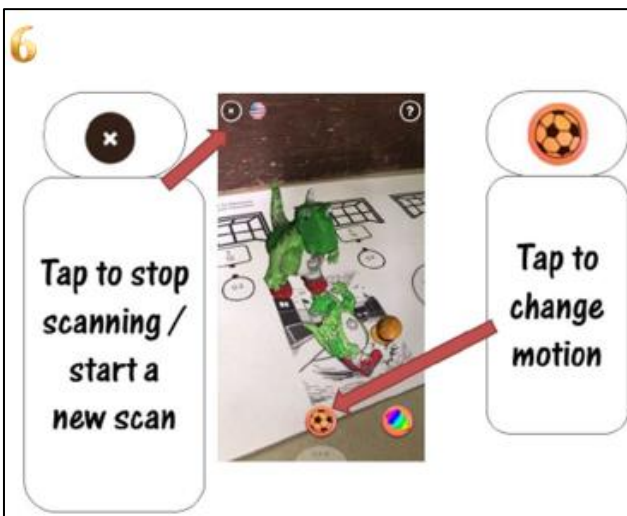 6
Tap to stop
scanning /
start a
new scan
?
Tap to
change
motion